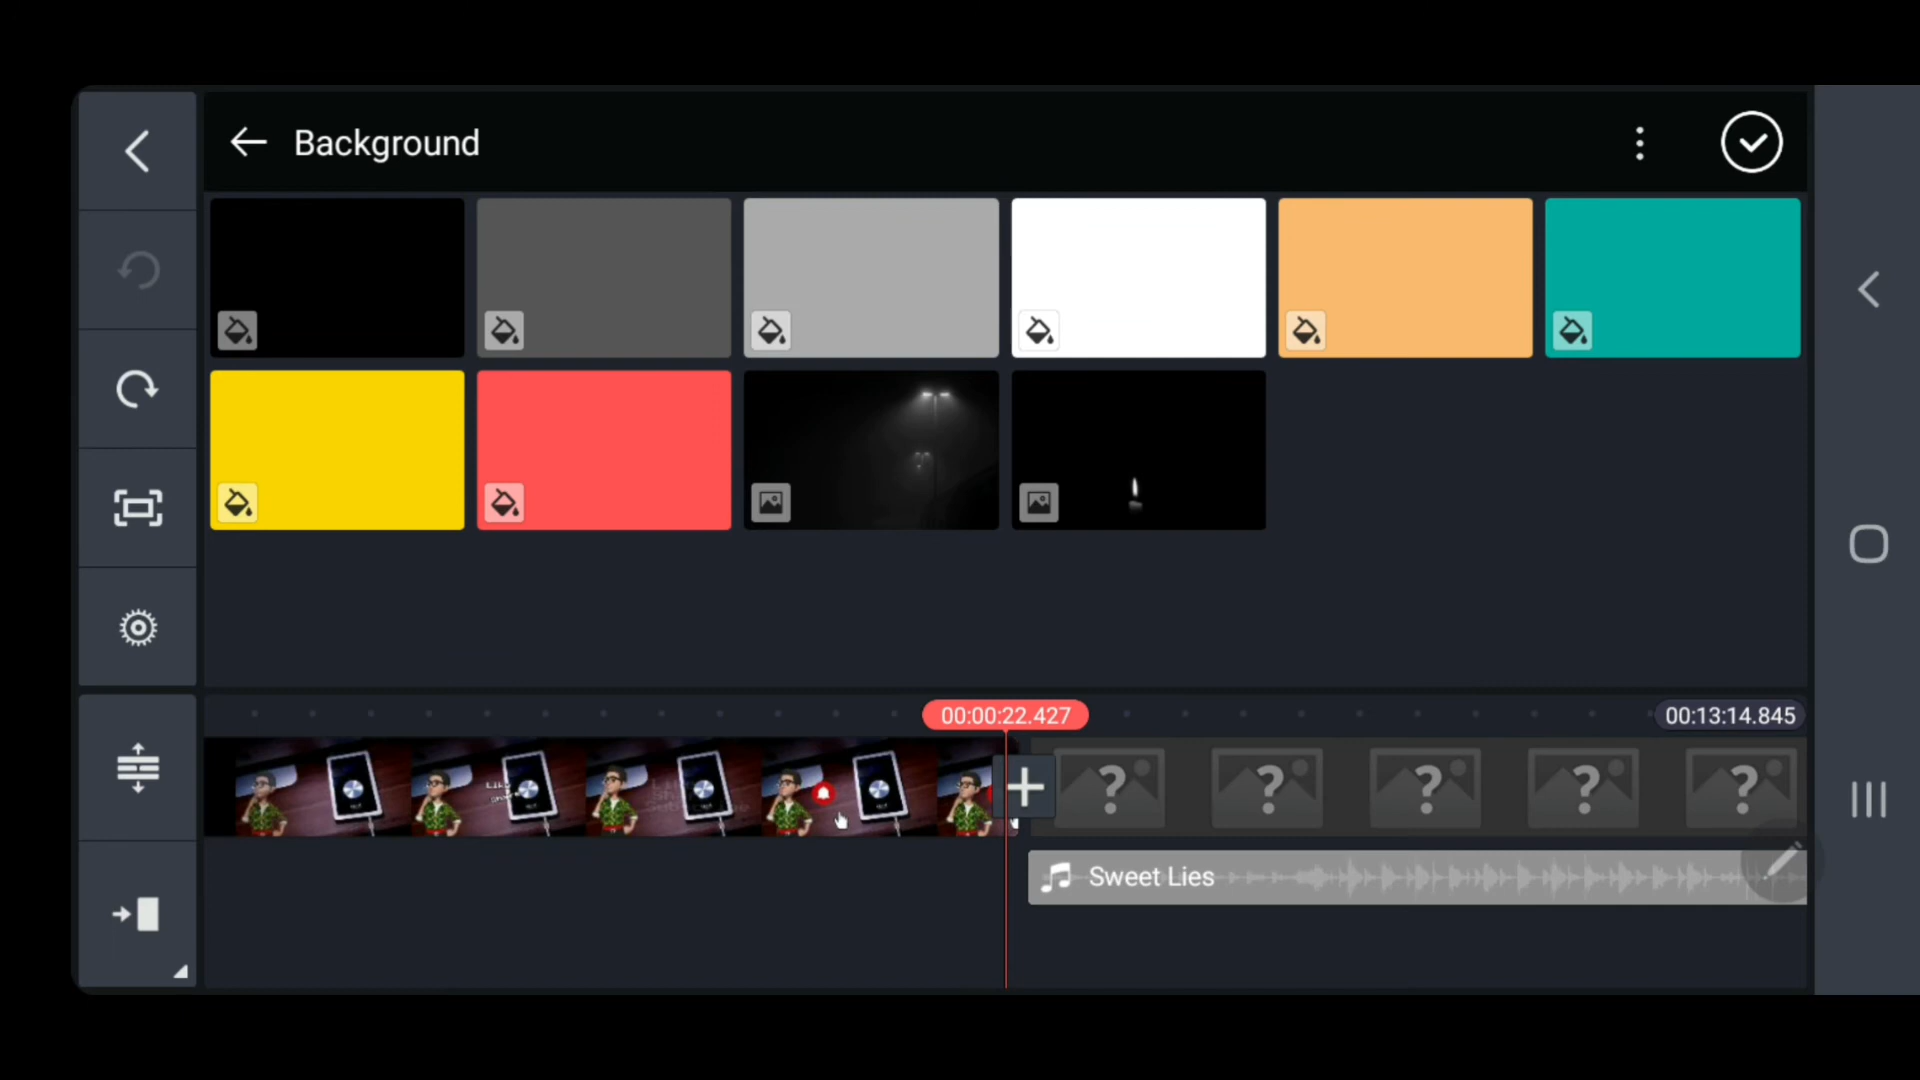 Background
00:00:22.427
00:13:14.845
? ? ? ? ?
Sweet Lies